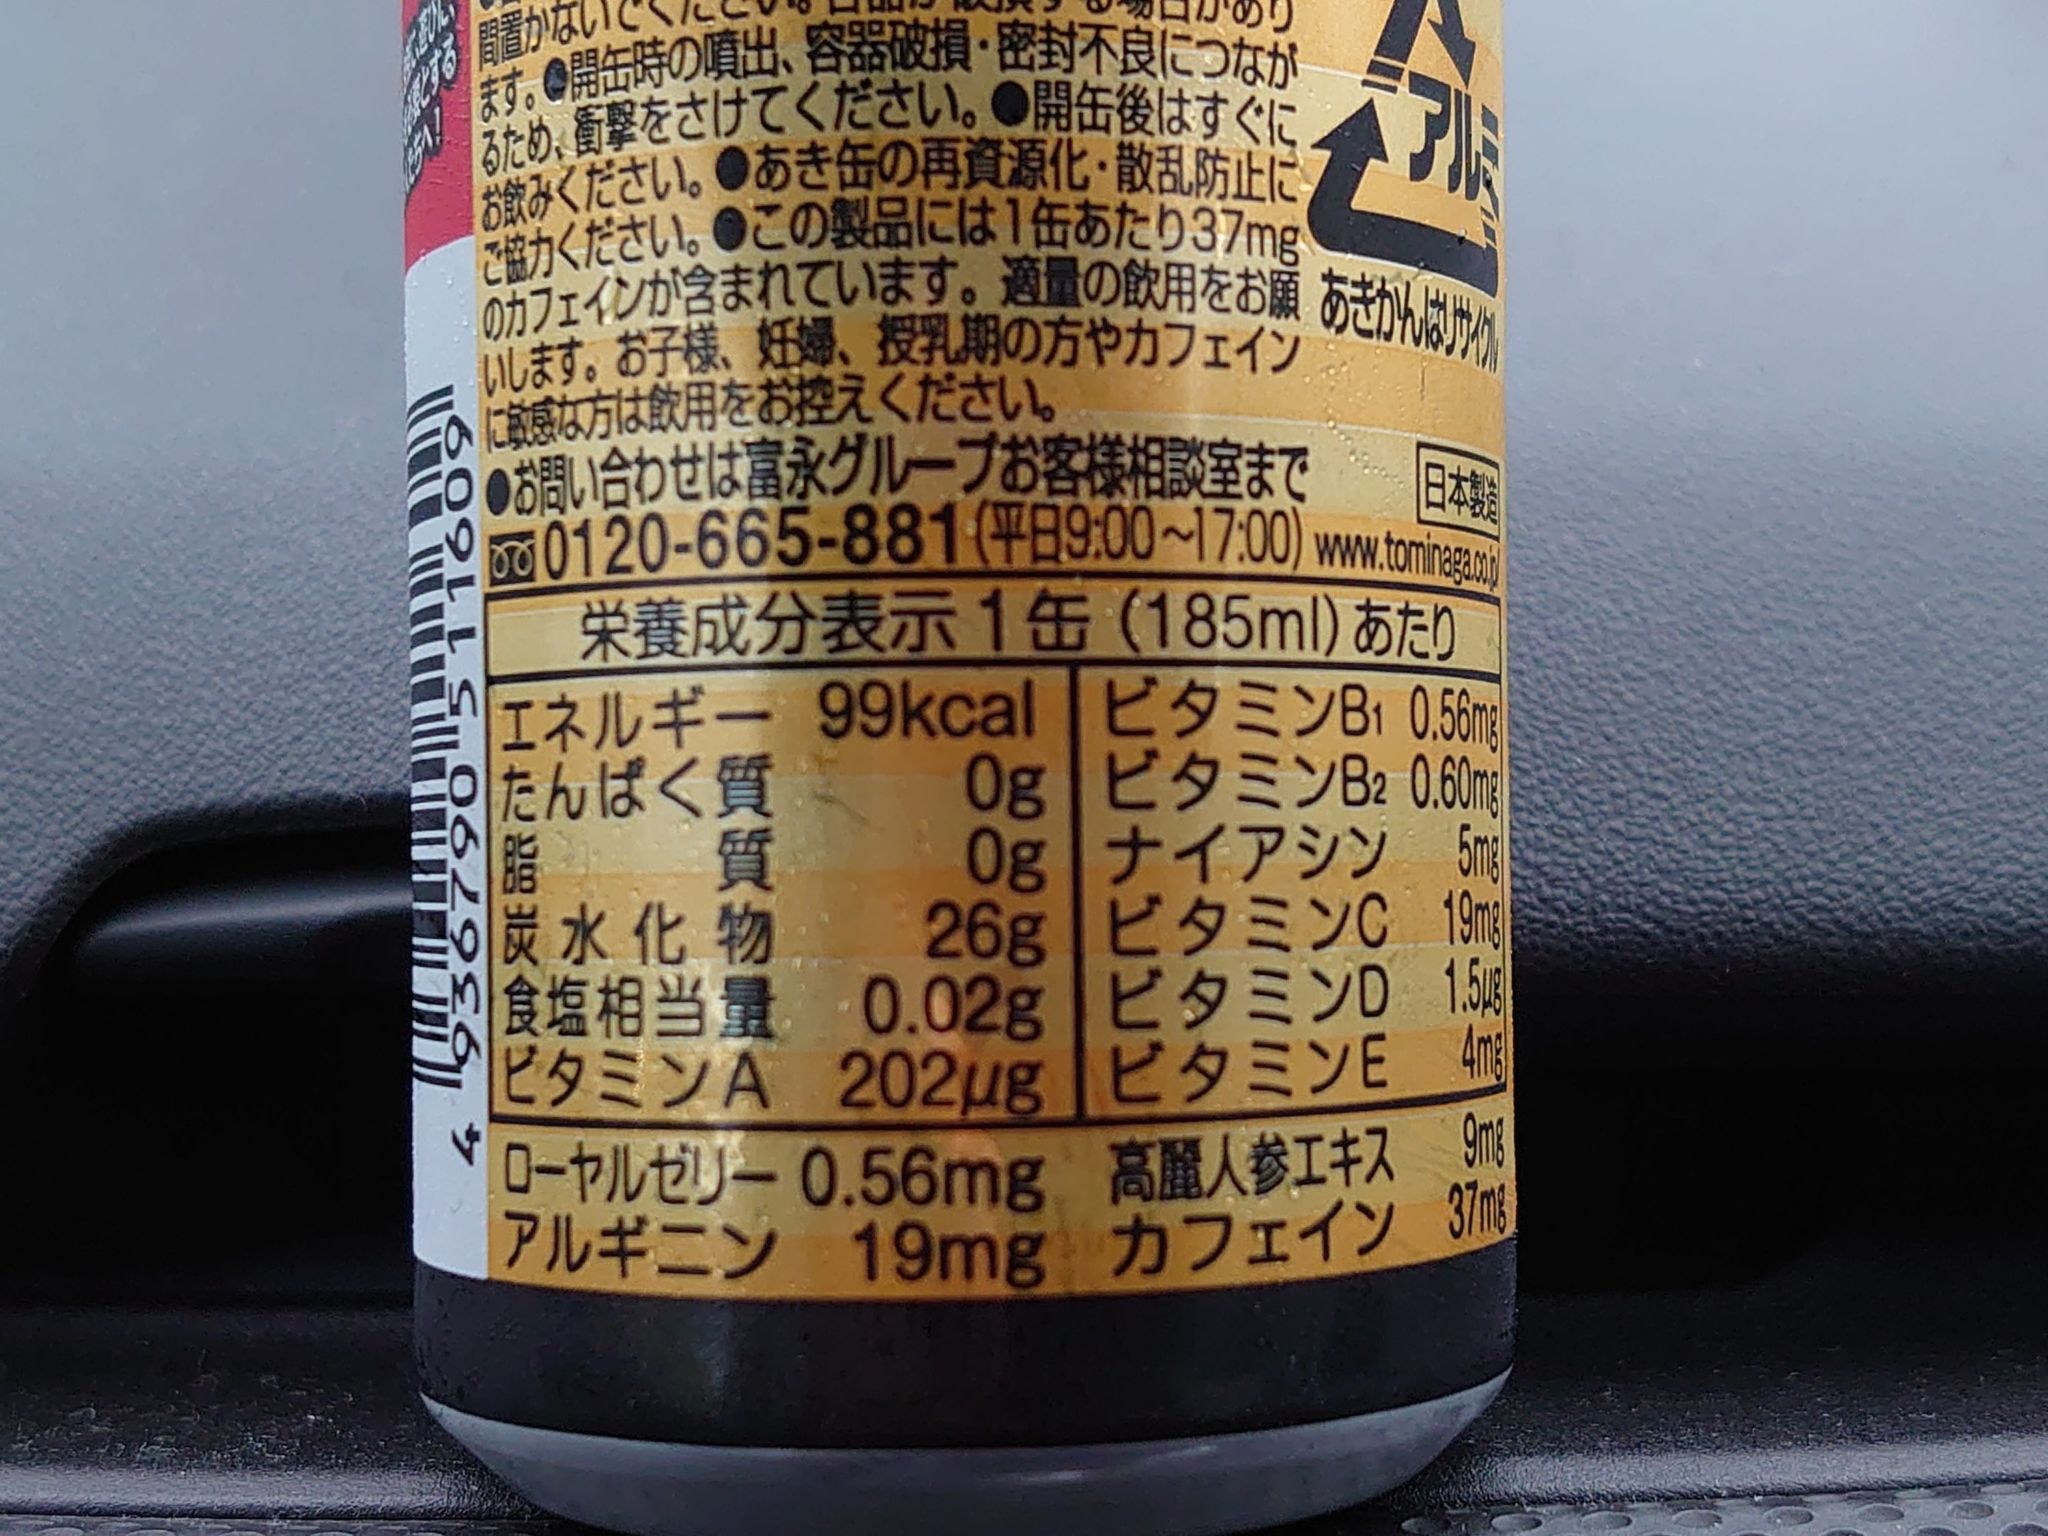 間置かないでください。容器が破損する場合があり
ます。●開缶時の噴出、容器破損・密封不良につなが
るため、衝撃をさけてください。●開缶後はすぐに
お飲みください。●あき缶の再資源化・散乱防止に
ご協力ください。●この製品には1缶あたり37mg
のカフェインが含まれています。適量の飲用をお願
いします。お子様、妊婦、授乳期の方やカフェイン
に敏感な方は飲用をお控えください。
●お問い合わせは富永グループお客様相談室まで
0120-665-881(平日9:00~17:00) www.tominaga.co.jp/
アルミ
あきかんはリサイクル
日本製造
栄養成分表示1缶(185ml)あたり
エネルギー 99kcal
たんぱく質 0g
脂質 0g
炭水化物 26g
食塩相当量 0.02g
ビタミンA 202μg
ビタミンB1 0.56mg
ビタミンB2 0.60mg
ナイアシン 5mg
ビタミンC 19mg
ビタミンD 1.5μg
ビタミンE 4mg
ローヤルゼリー 0.56mg 高麗人参エキス 9mg
アルギニン 19mg カフェイン 37mg
4 936790 511609